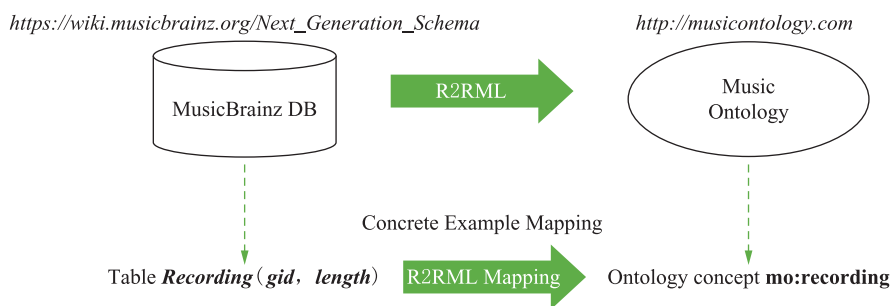 https://wiki.musicbrainz.org/Next_Generation_Schema
http://musicontology.com
MusicBrainz DB
R2RML
Music
Ontology
Concrete Example Mapping
Table Recording(gid，length)
R2RML Mapping
Ontology concept mo:recording